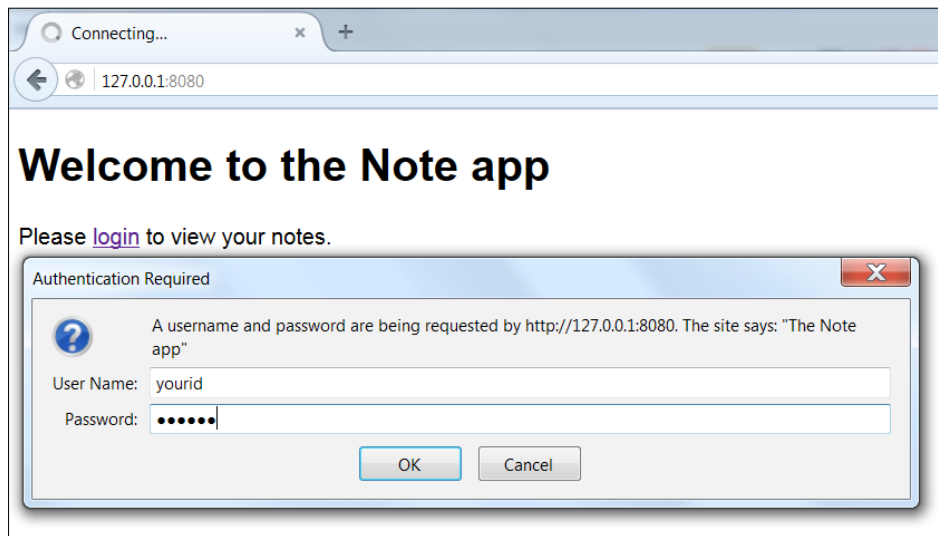 Connecting...
127.0.0.1:8080
Welcome to the Note app
Please login to view your notes.
Authentication Required
A username and password are being requested by http://127.0.0.1:8080. The site says: "The Note
app"
User Name: yourid
Password: ••••••
OK Cancel